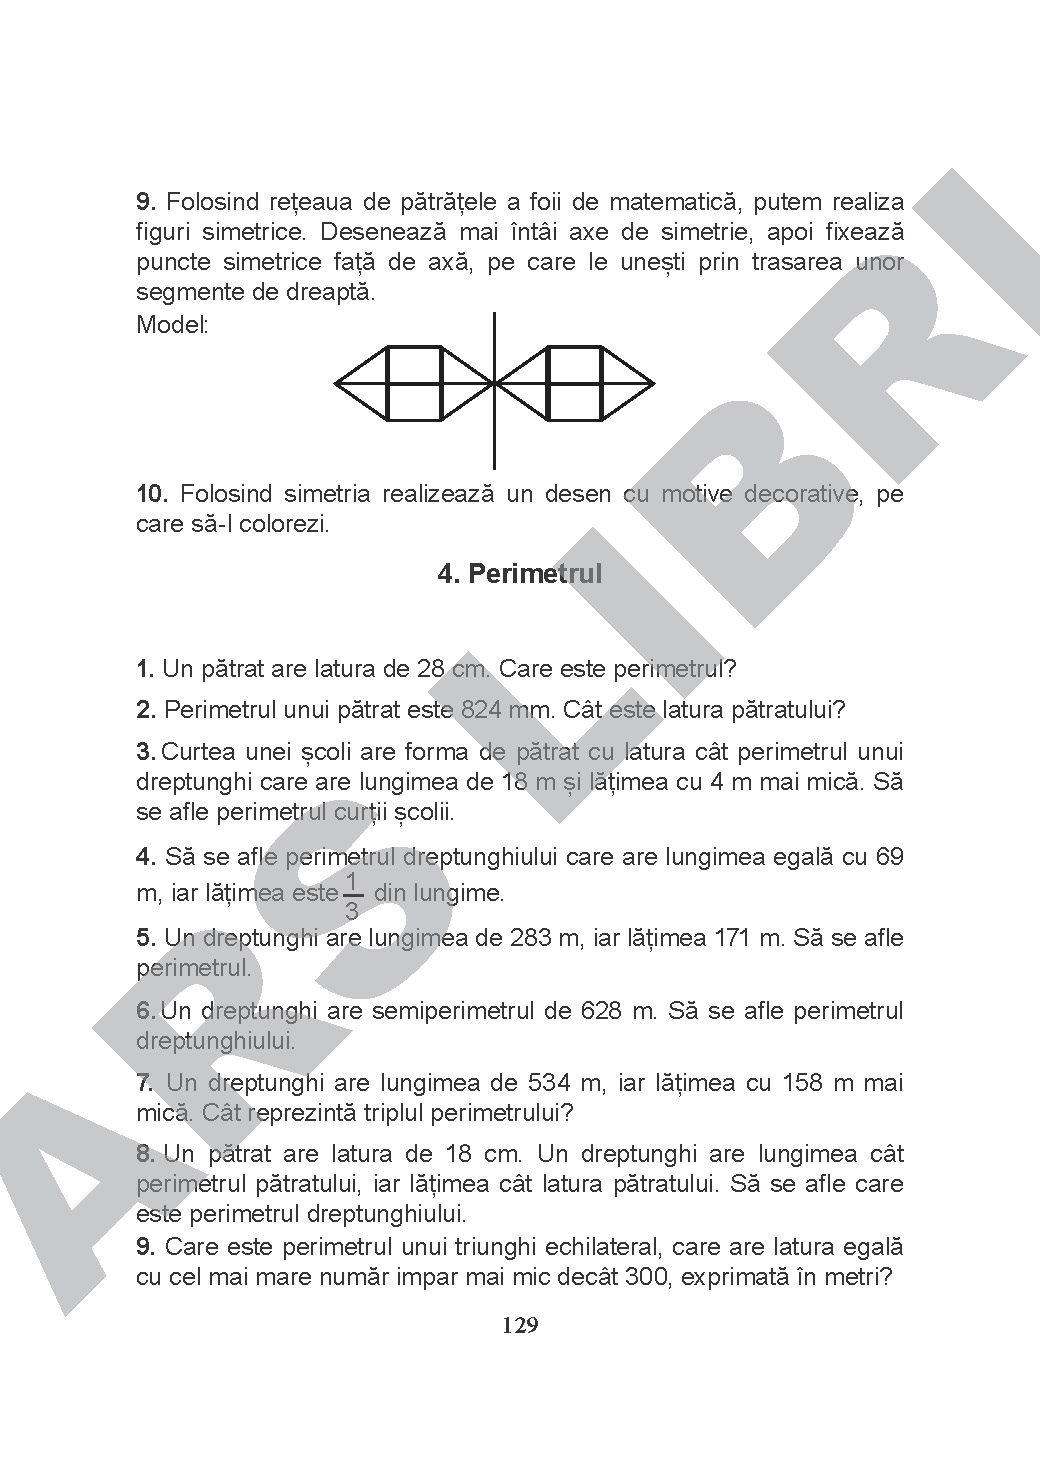 9. Folosind rețeaua de pătrățele a foii de matematică, putem realiza
figuri simetrice. Desenează mai întâi axe de simetrie, apoi fixează
puncte simetrice față de axă, pe care le unești prin trasarea unor
segmente de dreaptă.
Model:
10. Folosind simetria realizează un desen cu motive decorative, pe
care să-l colorezi.
4. Perimetrul
1. Un pătrat are latura de 28 cm. Care este perimetrul?
2. Perimetrul unui pătrat este 824 mm. Cât este latura pătratului?
3. Curtea unei școli are forma de pătrat cu latura cât perimetrul unui
dreptunghi care are lungimea de 18 m și lățimea cu 4 m mai mică. Să
se afle perimetrul curții școlii.
4. Să se afle perimetrul dreptunghiului care are lungimea egală cu 69
m, iar lățimea este 1/3 din lungime.
5. Un dreptunghi are lungimea de 283 m, iar lățimea 171 m. Să se afle
perimetrul.
6. Un dreptunghi are semiperimetrul de 628 m. Să se afle perimetrul
dreptunghiului.
7. Un dreptunghi are lungimea de 534 m, iar lățimea cu 158 m mai
mică. Cât reprezintă triplul perimetrului?
8. Un pătrat are latura de 18 cm. Un dreptunghi are lungimea cât
perimetrul pătratului, iar lățimea cât latura pătratului. Să se afle care
este perimetrul dreptunghiului.
9. Care este perimetrul unui triunghi echilateral, care are latura egală
cu cel mai mare număr impar mai mic decât 300, exprimată în metri?
129
ARS LIBRI